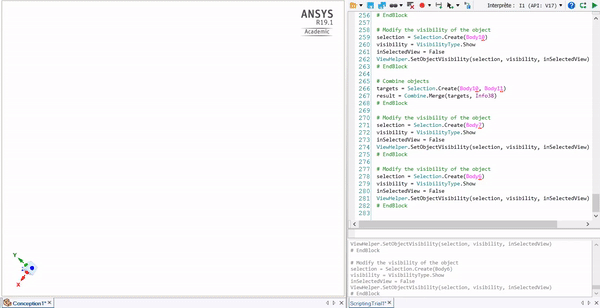 ANSYS
R19.1
Academic
Y
X
Conception1*
Interprète : I1 (API: V17)
256 # EndBlock
257
258 # Modify the visibility of the object
259 selection = Selection.Create(Body10)
260 visibility = VisibilityType.Show
261 inSelectedView = False
262 ViewHelper.SetObjectVisibility(selection, visibility, inSelectedView)
263 # EndBlock
264
265 # Combine objects
266 targets = Selection.Create(Body10, Body11)
267 result = Combine.Merge(targets, Info38)
268 # EndBlock
269
270 # Modify the visibility of the object
271 selection = Selection.Create(Body7)
272 visibility = VisibilityType.Show
273 inSelectedView = False
274 ViewHelper.SetObjectVisibility(selection, visibility, inSelectedView)
275 # EndBlock
276
277 # Modify the visibility of the object
278 selection = Selection.Create(Body6)
279 visibility = VisibilityType.Show
280 inSelectedView = False
281 ViewHelper.SetObjectVisibility(selection, visibility, inSelectedView)
282 # EndBlock
283
ViewHelper.SetObjectVisibility(selection, visibility, inSelectedView)
# EndBlock
# Modify the visibility of the object
selection = Selection.Create(Body6)
visibility = VisibilityType.Show
inSelectedView = False
ViewHelper.SetObjectVisibility(selection, visibility, inSelectedView)
# EndBlock
ScriptingTrial1*